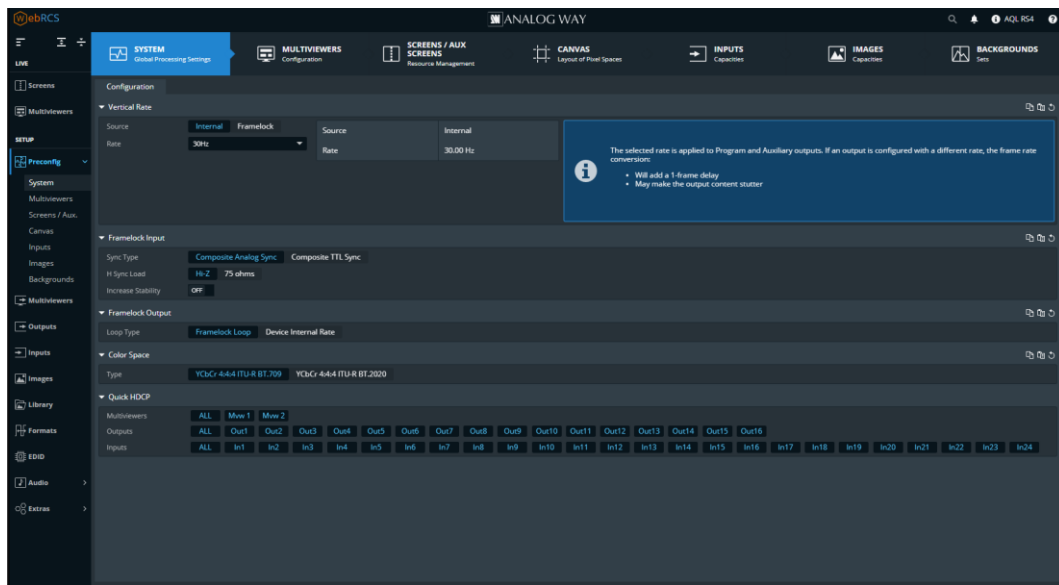 WebRCS
ANALOG WAY
AQL RS4
LIVE
Screens
Multiviewers
SETUP
Preconfig
System
Multiviewers
Screens / Aux.
Canvas
Inputs
Images
Backgrounds
Multiviewers
Outputs
Inputs
Images
Library
Formats
EDID
Audio
Extras
SYSTEM
Global Processing Settings
MULTIVIEWERS
Configuration
SCREENS / AUX
SCREENS
Resource Management
CANVAS
Layout of Pixel Spaces
INPUTS
Capacities
IMAGES
Capacities
BACKGROUNDS
Sets
Configuration
Vertical Rate
Source Internal Framelock
Rate 30Hz
Source Internal
Rate 30.00 Hz
The selected rate is applied to Program and Auxiliary outputs. If an output is configured with a different rate, the frame rate
conversion:
• Will add a 1-frame delay
• May make the output content stutter
Framelock Input
Sync Type Composite Analog Sync Composite TTL Sync
H Sync Load Hi-Z 75 ohms
Increase Stability OFF
Framelock Output
Loop Type Framelock Loop Device Internal Rate
Color Space
Type YCbCr 4:4:4 ITU-R BT.709 YCbCr 4:4:4 ITU-R BT.2020
Quick HDCP
Multiviewers ALL Mvw 1 Mvw 2
Outputs ALL Out1 Out2 Out3 Out4 Out5 Out6 Out7 Out8 Out9 Out10 Out11 Out12 Out13 Out14 Out15 Out16
Inputs ALL In1 In2 In3 In4 In5 In6 In7 In8 In9 In10 In11 In12 In13 In14 In15 In16 In17 In18 In19 In20 In21 In22 In23 In24